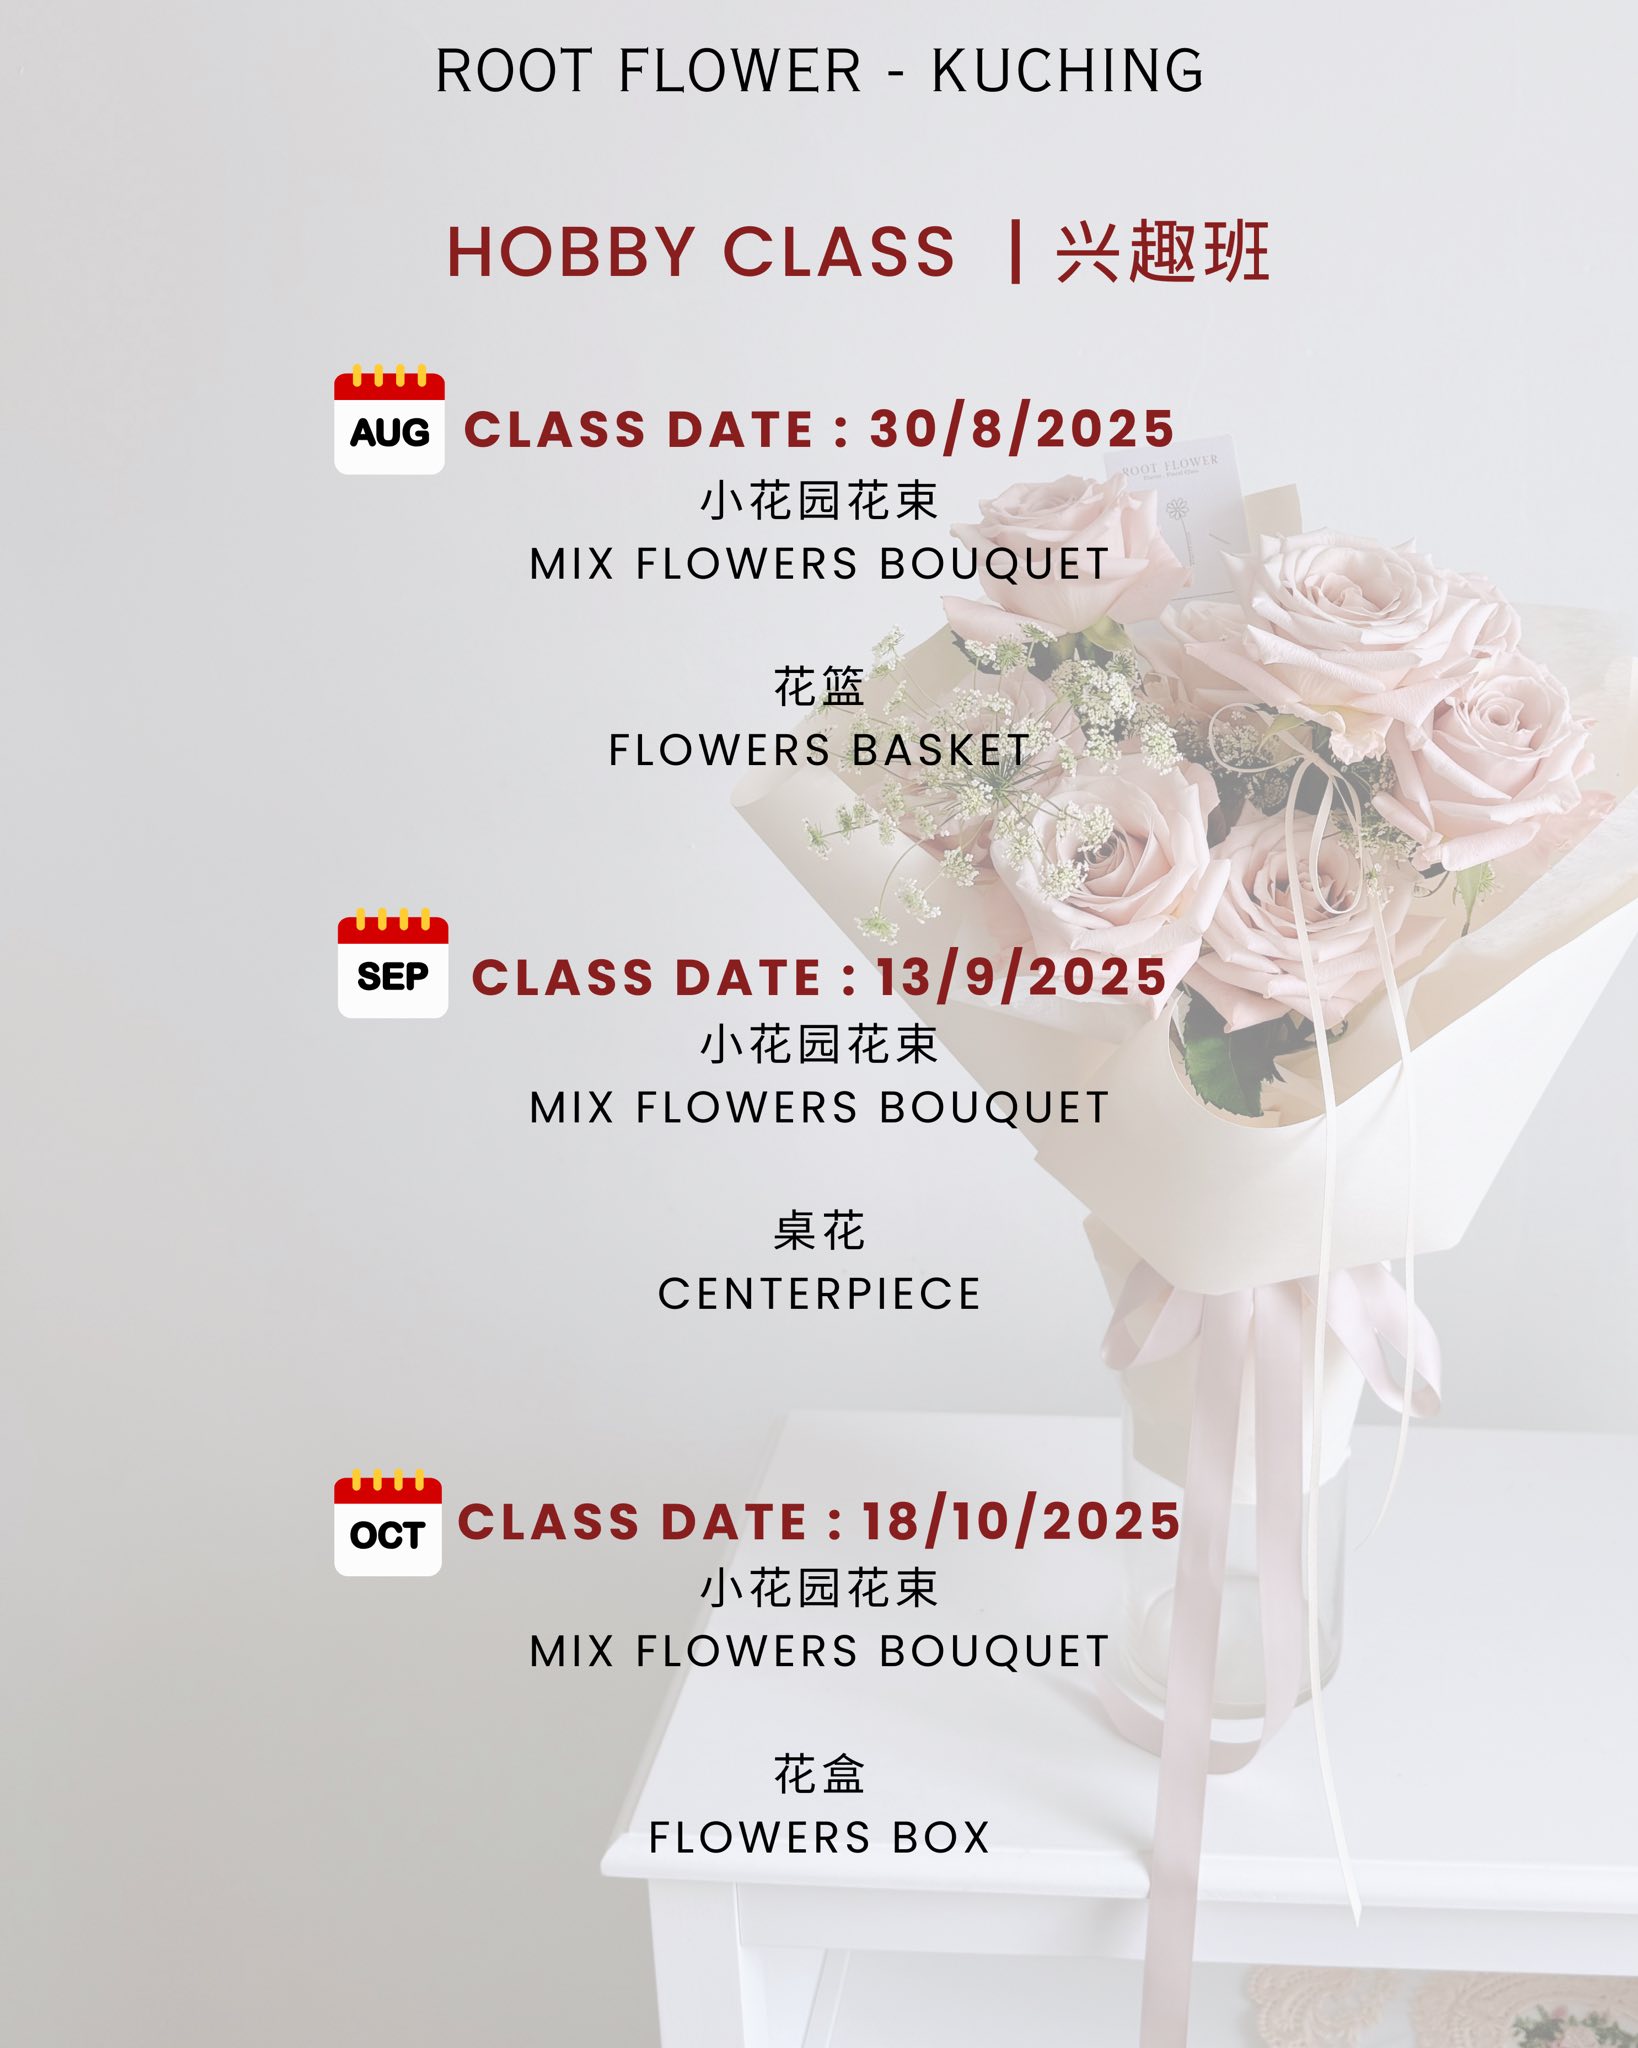 ROOT FLOWER - KUCHING
HOBBY CLASS | 兴趣班
AUG
CLASS DATE : 30/8/2025
小花园花束
MIX FLOWERS BOUQUET
ROOT FLOWER
花篮
FLOWERS BASKET
SEP
CLASS DATE : 13/9/2025
小花园花束
MIX FLOWERS BOUQUET
桌花
CENTERPIECE
OCT
CLASS DATE : 18/10/2025
小花园花束
MIX FLOWERS BOUQUET
花盒
FLOWERS BOX